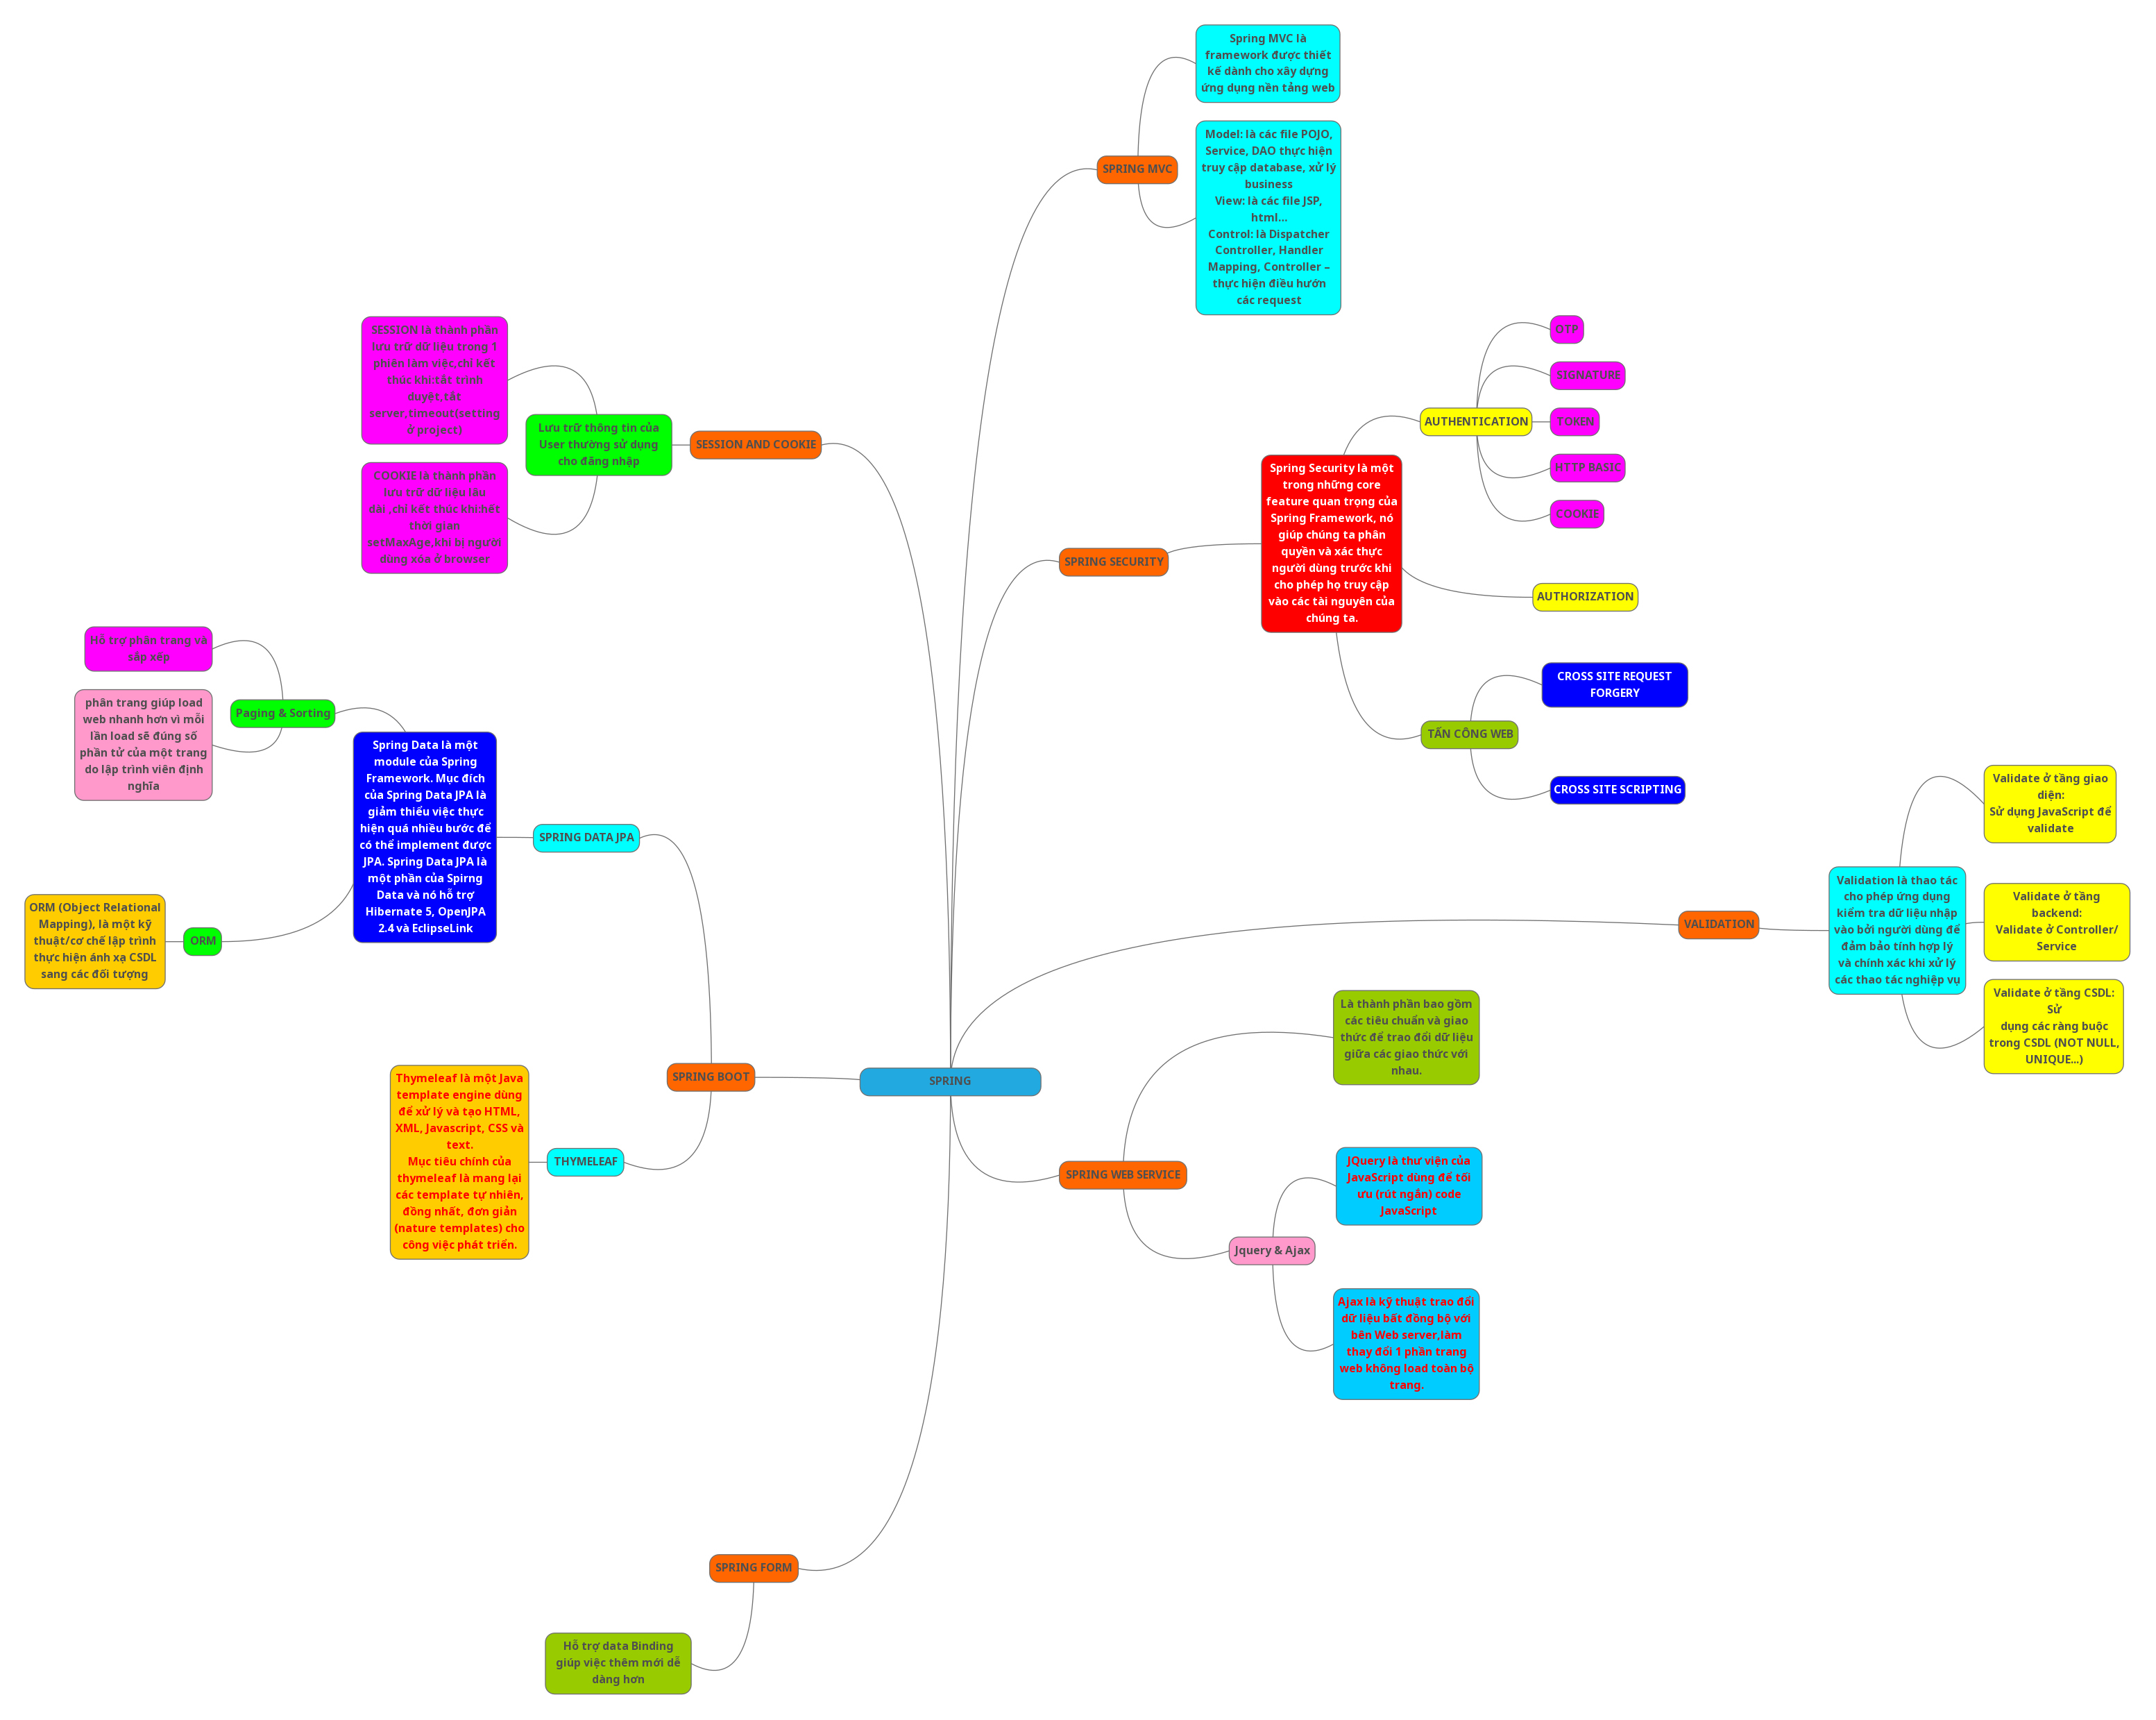 Spring MVC là
framework được thiết
kế dành cho xây dựng
ứng dụng nền tảng web
SPRING MVC
Model: là các file POJO,
Service, DAO thực hiện
truy cập database, xử lý
business
View: là các file JSP,
html...
Control: là Dispatcher
Controller, Handler
Mapping, Controller –
thực hiện điều hướn
các request
SESSION là thành phần
lưu trữ dữ liệu trong 1
phiên làm việc,chỉ kết
thúc khi:tắt trình
duyệt,tắt
server,timeout(setting
ở project)
Lưu trữ thông tin của
User thường sử dụng
cho đăng nhập
SESSION AND COOKIE
COOKIE là thành phần
lưu trữ dữ liệu lâu
dài ,chỉ kết thúc khi:hết
thời gian
setMaxAge,khi bị người
dùng xóa ở browser
OTP
SIGNATURE
AUTHENTICATION
TOKEN
HTTP BASIC
COOKIE
SPRING SECURITY
Spring Security là một
trong những core
feature quan trọng của
Spring Framework, nó
giúp chúng ta phân
quyền và xác thực
người dùng trước khi
cho phép họ truy cập
vào các tài nguyên của
chúng ta.
AUTHORIZATION
CROSS SITE REQUEST
FORGERY
TẤN CÔNG WEB
CROSS SITE SCRIPTING
Hỗ trợ phân trang và
sắp xếp
Paging & Sorting
phân trang giúp load
web nhanh hơn vì mỗi
lần load sẽ đúng số
phần tử của một trang
do lập trình viên định
nghĩa
Spring Data là một
module của Spring
Framework. Mục đích
của Spring Data JPA là
giảm thiểu việc thực
hiện quá nhiều bước để
có thể implement được
JPA. Spring Data JPA là
một phần của Spirng
Data và nó hỗ trợ
Hibernate 5, OpenJPA
2.4 và EclipseLink
SPRING DATA JPA
ORM (Object Relational
Mapping), là một kỹ
thuật/cơ chế lập trình
thực hiện ánh xạ CSDL
sang các đối tượng
ORM
VALIDATION
Validation là thao tác
cho phép ứng dụng
kiểm tra dữ liệu nhập
vào bởi người dùng để
đảm bảo tính hợp lý
và chính xác khi xử lý
các thao tác nghiệp vụ
Validate ở tầng giao
diện:
Sử dụng JavaScript để
validate
Validate ở tầng
backend:
Validate ở Controller/
Service
Validate ở tầng CSDL:
Sử
dụng các ràng buộc
trong CSDL (NOT NULL,
UNIQUE...)
SPRING BOOT
SPRING
Thymeleaf là một Java
template engine dùng
để xử lý và tạo HTML,
XML, Javascript, CSS và
text.
Mục tiêu chính của
thymeleaf là mang lại
các template tự nhiên,
đồng nhất, đơn giản
(nature templates) cho
công việc phát triển.
THYMELEAF
Là thành phần bao gồm
các tiêu chuẩn và giao
thức để trao đổi dữ liệu
giữa các giao thức với
nhau.
SPRING WEB SERVICE
JQuery là thư viện của
JavaScript dùng để tối
ưu (rút ngắn) code
JavaScript
Jquery & Ajax
Ajax là kỹ thuật trao đổi
dữ liệu bất đồng bộ với
bên Web server,làm
thay đổi 1 phần trang
web không load toàn bộ
trang.
SPRING FORM
Hỗ trợ data Binding
giúp việc thêm mới dễ
dàng hơn